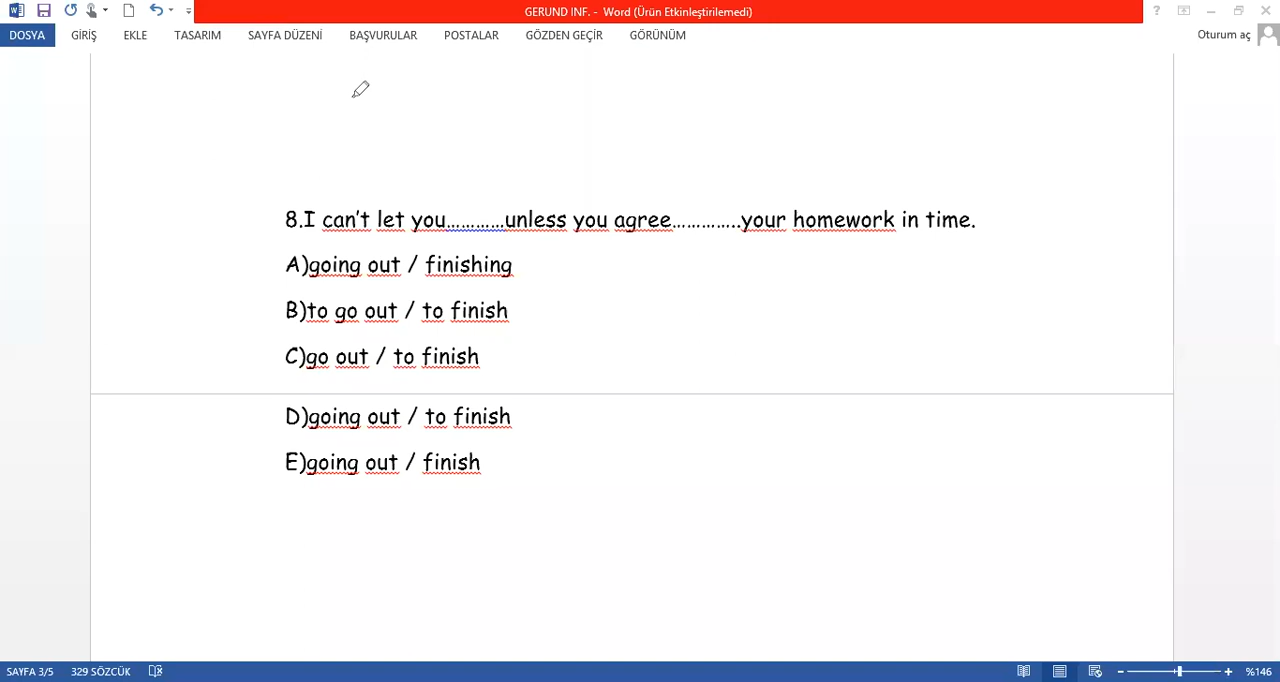 GERUND INF. - Word (Ürün Etkinleştirilemedi)
?
DOSYA GİRİŞ EKLE TASARIM SAYFA DÜZENİ BAŞVURULAR POSTALAR GÖZDEN GEÇİR GÖRÜNÜM Oturum aç
8.I can't let you…………unless you agree…………..your homework in time.
A)going out / finishing
B)to go out / to finish
C)go out / to finish
D)going out / to finish
E)going out / finish
SAYFA 3/5 329 SÖZCÜK %146